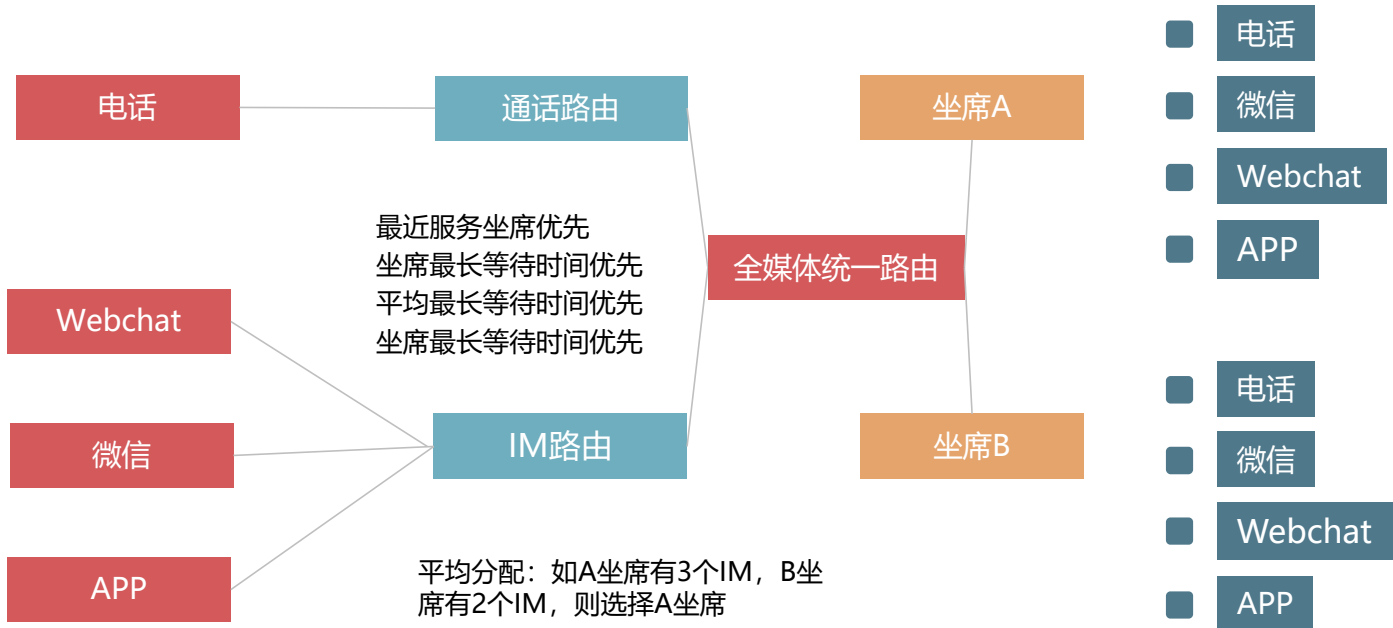 电话
通话路由
坐席A
电话
微信
Webchat
APP
最近服务坐席优先
坐席最长等待时间优先
平均最长等待时间优先
坐席最长等待时间优先
全媒体统一路由
Webchat
微信
APP
IM路由
坐席B
电话
微信
Webchat
APP
平均分配：如A坐席有3个IM，B坐
席有2个IM，则选择A坐席